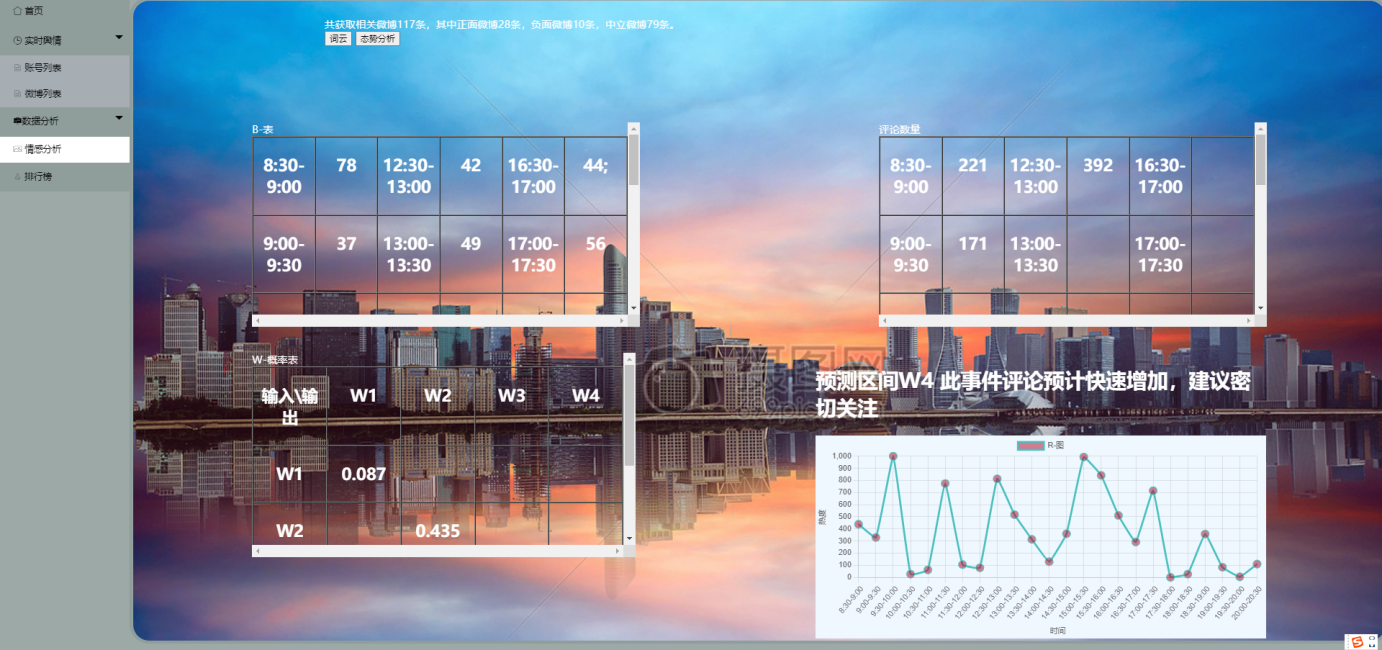 首页
实时舆情
账号列表
微博列表
数据分析
情感分析
排行榜
共获取相关微博117条，其中正面微博28条，负面微博10条，中立微博79条。
词云 态势分析
B-表
8:30-9:00 78 12:30-13:00 42 16:30-17:00 44;
9:00-9:30 37 13:00-13:30 49 17:00-17:30 56
评论数量
8:30-9:00 221 12:30-13:00 392 16:30-17:00
9:00-9:30 171 13:00-13:30 17:00-17:30
W-概率表
输入\输出 W1 W2 W3 W4
W1 0.087
W2 0.435
预测区间W4 此事件评论预计快速增加，建议密
切关注
R-图
热度
1,000
900
800
700
600
500
400
300
200
100
0
8:30-9:00 9:00-9:30 9:30-10:00 10:00-10:30 10:30-11:00 11:00-11:30 11:30-12:00 12:00-12:30 12:30-13:00 13:00-13:30 13:30-14:00 14:00-14:30 14:30-15:00 15:00-15:30 15:30-16:00 16:00-16:30 16:30-17:00 17:00-17:30 17:30-18:00 18:00-18:30 18:30-19:00 19:00-19:30 19:30-20:00 20:00-20:30
时间